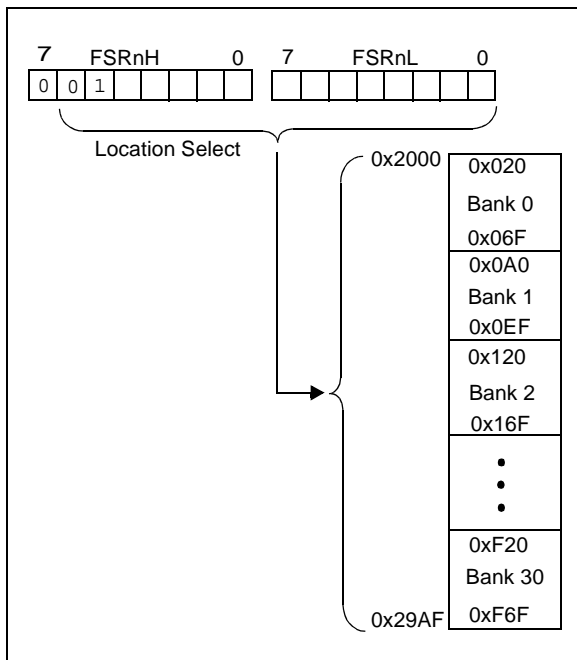 7 FSRnH 0 7 FSRnL 0
0 0 1
Location Select
0x2000
0x020
Bank 0
0x06F
0x0A0
Bank 1
0x0EF
0x120
Bank 2
0x16F
0xF20
Bank 30
0x29AF
0xF6F